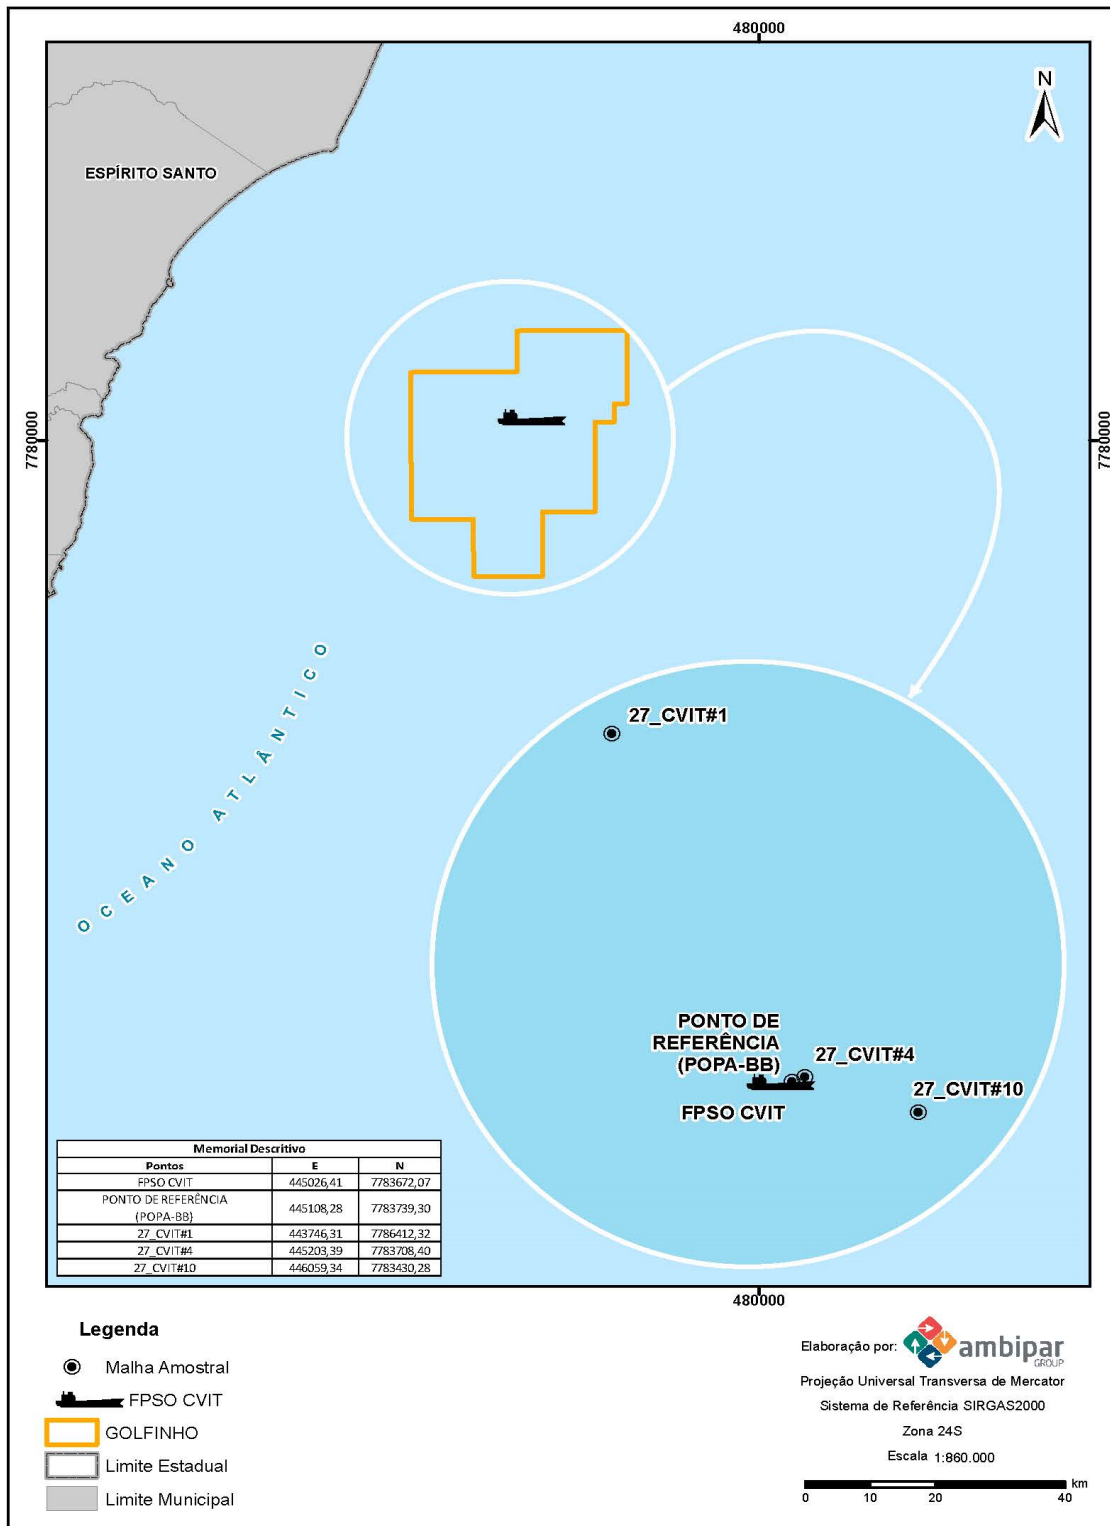 480000
N
ESPÍRITO SANTO
7780000
7780000
OCEANO ATLÂNTICO
27_CVIT#1
PONTO DE
REFERÊNCIA
(POPA-BB)
27_CVIT#4
FPSO CVIT
27_CVIT#10
Memorial Descritivo
Pontos E N
FPSO CVIT 445026,41 7783672,07
PONTO DE REFERÊNCIA
(POPA-BB) 445108,28 7783739,30
27_CVIT#1 443746,31 7786412,32
27_CVIT#4 445203,39 7783708,40
27_CVIT#10 446059,34 7783430,28
480000
Legenda
Malha Amostral
FPSO CVIT
GOLFINHO
Limite Estadual
Limite Municipal
Elaboração por: ambipar
GROUP
Projeção Universal Transversa de Mercator
Sistema de Referência SIRGAS2000
Zona 24S
Escala 1:860.000
km
0 10 20 40